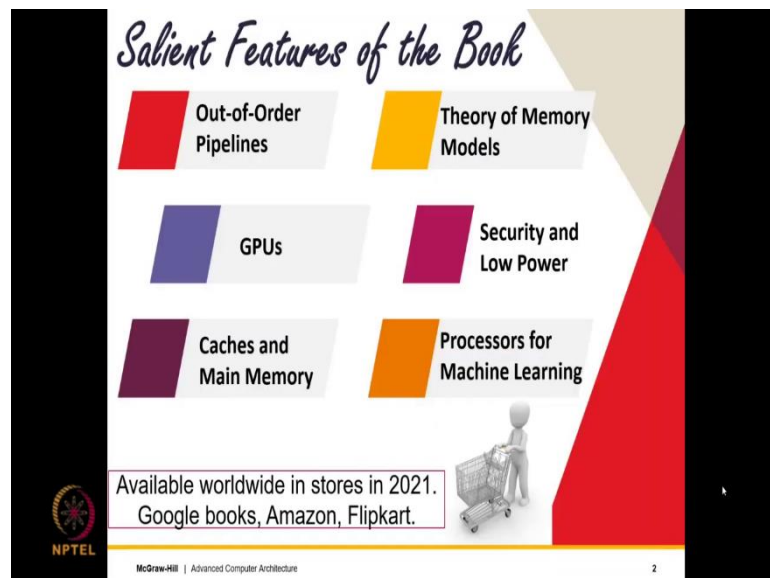 Salient Features of the Book
Out-of-Order
Pipelines
Theory of Memory
Models
GPUs
Security and
Low Power
Caches and
Main Memory
Processors for
Machine Learning
Available worldwide in stores in 2021.
Google books, Amazon, Flipkart.
NPTEL
McGraw-Hill | Advanced Computer Architecture
2